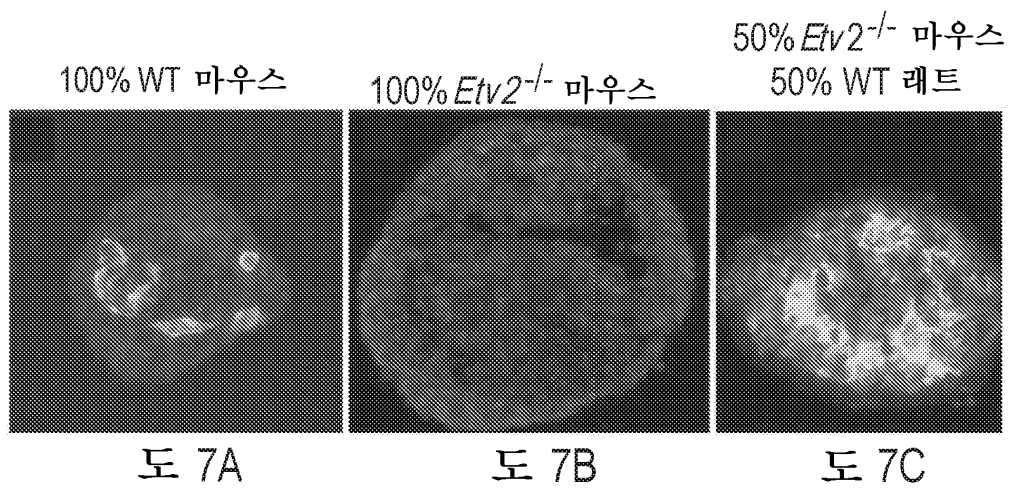 100% WT 마우스
100% Etv2-/- 마우스
50% Etv2-/- 마우스
50% WT 래트
도 7A
도 7B
도 7C